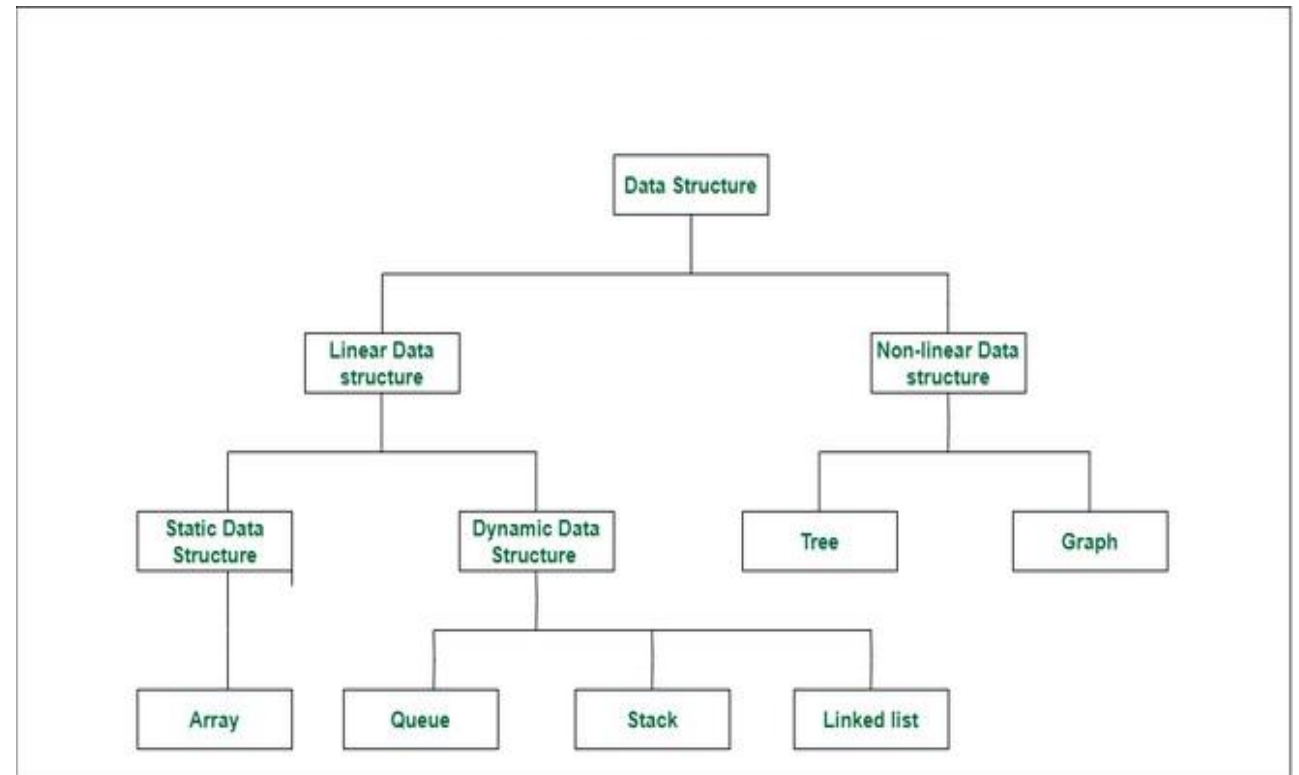 Data Structure
Linear Data
structure
Non-linear Data
structure
Static Data
Structure
Dynamic Data
Structure
Tree
Graph
Array
Queue
Stack
Linked list